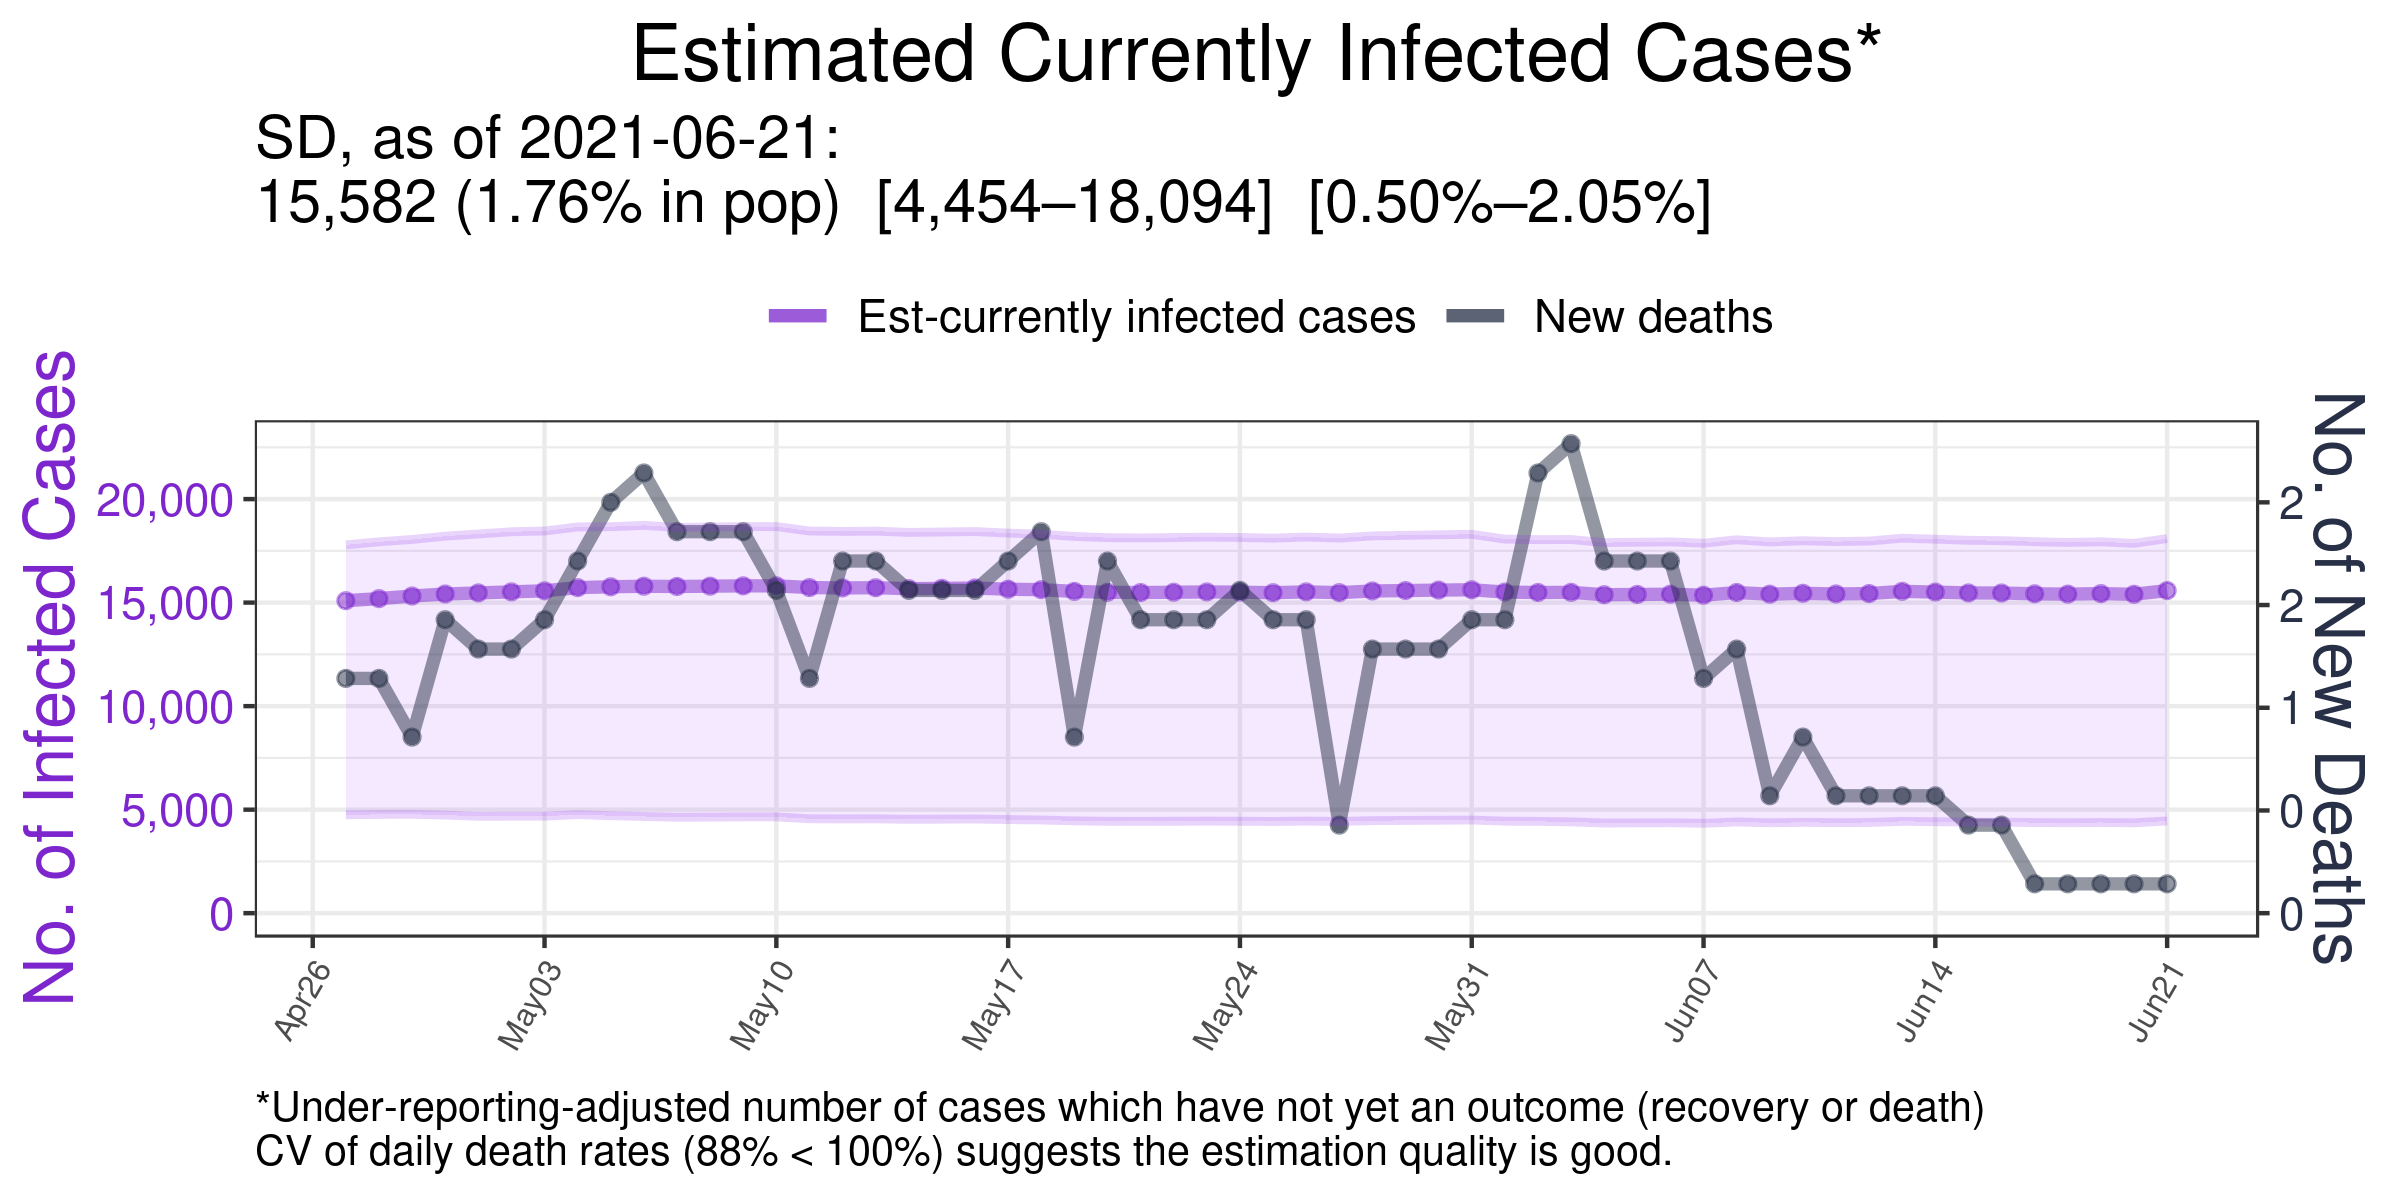 Estimated Currently Infected Cases*
SD, as of 2021-06-21:
15,582 (1.76% in pop)  [4,454–18,094]  [0.50%–2.05%]
Est-currently infected cases
New deaths
No. of Infected Cases
20,000
15,000
10,000
5,000
0
2
2
1
0
0
No. of New Deaths
Apr26
May03
May10
May17
May24
May31
Jun07
Jun14
Jun21
*Under-reporting-adjusted number of cases which have not yet an outcome (recovery or death)
CV of daily death rates (88% < 100%) suggests the estimation quality is good.